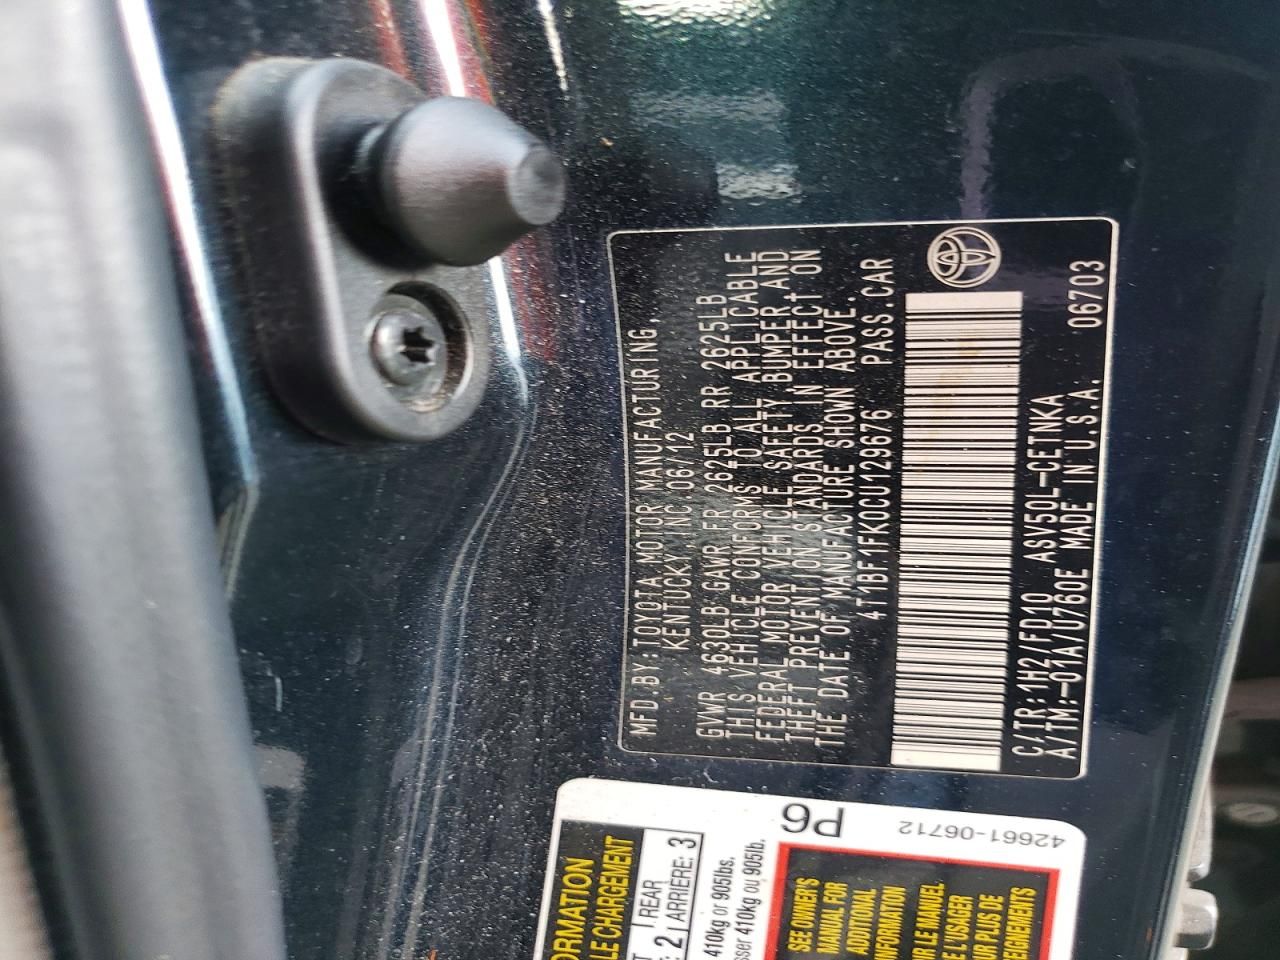 MFD.BY:TOYOTA MOTOR MANUFACTURING,
KENTUCKY, INC.06/12
GVWR 4630LB GAWR FR 2625LB RR 2625LB
THIS VEHICLE CONFORMS TO ALL APPLICABLE
FEDERAL MOTOR VEHICLE SAFETY,BUMPER,AND
THEFT PREVENTION STANDARDS IN EFFECT ON
THE DATE OF MANUFACTURE SHOWN ABOVE.
4T1BF1FK0CU129676 PASS.CAR
C/TR:1H2/FD10 ASV50L-CETNKA
A/TM:-01A/U760E MADE IN U.S.A. 06703
ORMATION
LE CHARGEMENT
REAR
2 ARRIÈRE: 3
410kg or 905lbs.
sser 410kg ou 905lb.
P6
42661-06712
SEE OWNER'S
MANUAL FOR
ADDITIONAL
INFORMATION
IR LE MANUEL
E L'USAGER
UR PLUS DE
EIGNEMENTS